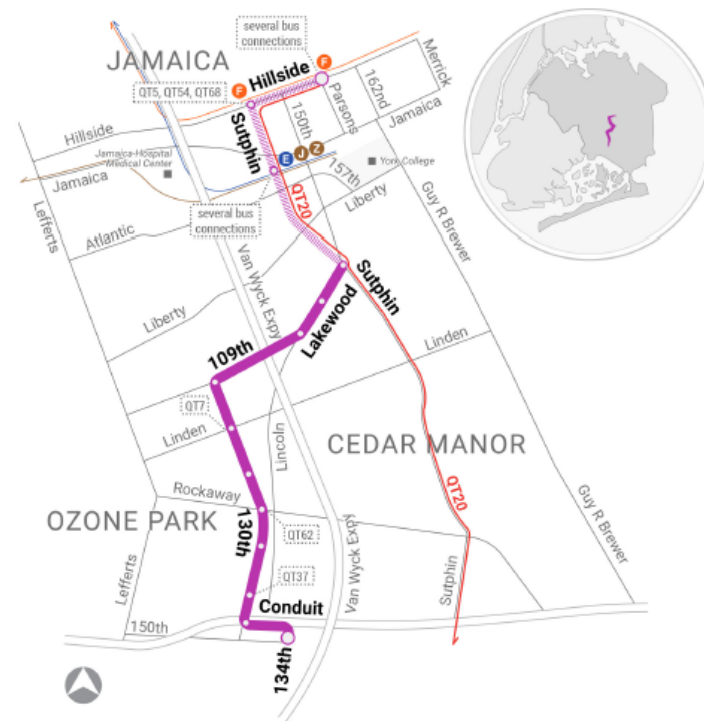 several bus
connections
JAMAICA
F
Hillside
F
QT5, QT54, QT68
Merrick
162nd
Parsons
150th
Jamaica
Hillside
Sutphin
E J Z
Jamaica Hospital
Medical Center
York College
157th
Jamaica
QT20
Liberty
several bus
connections
Lefferts
Guy R Brewer
Atlantic
Van Wyck Expy
Sutphin
Liberty
Lakewood
109th
Linden
QT7
Linden
Lincoln
CEDAR MANOR
Rockaway
QT20
OZONE PARK
130th
QT62
Guy R Brewer
Van Wyck Expy
Lefferts
QT37
Sutphin
Conduit
150th
134th